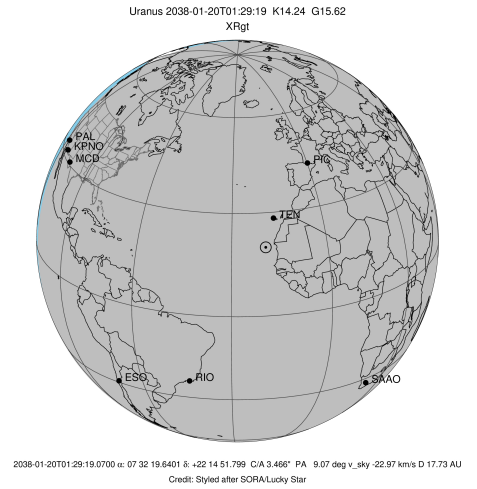 Uranus 2038-01-20T01:29:19  K14.24  G15.62
XRgt
PAL
KPNO
MCD
PIC
TEN
ESO
RIO
SAAO
2038-01-20T01:29:19.0700 α: 07 32 19.6401 δ: +22 14 51.799  C/A 3.466"  PA  9.07 deg v_sky -22.97 km/s D 17.73 AU
Credit: Styled after SORA/Lucky Star